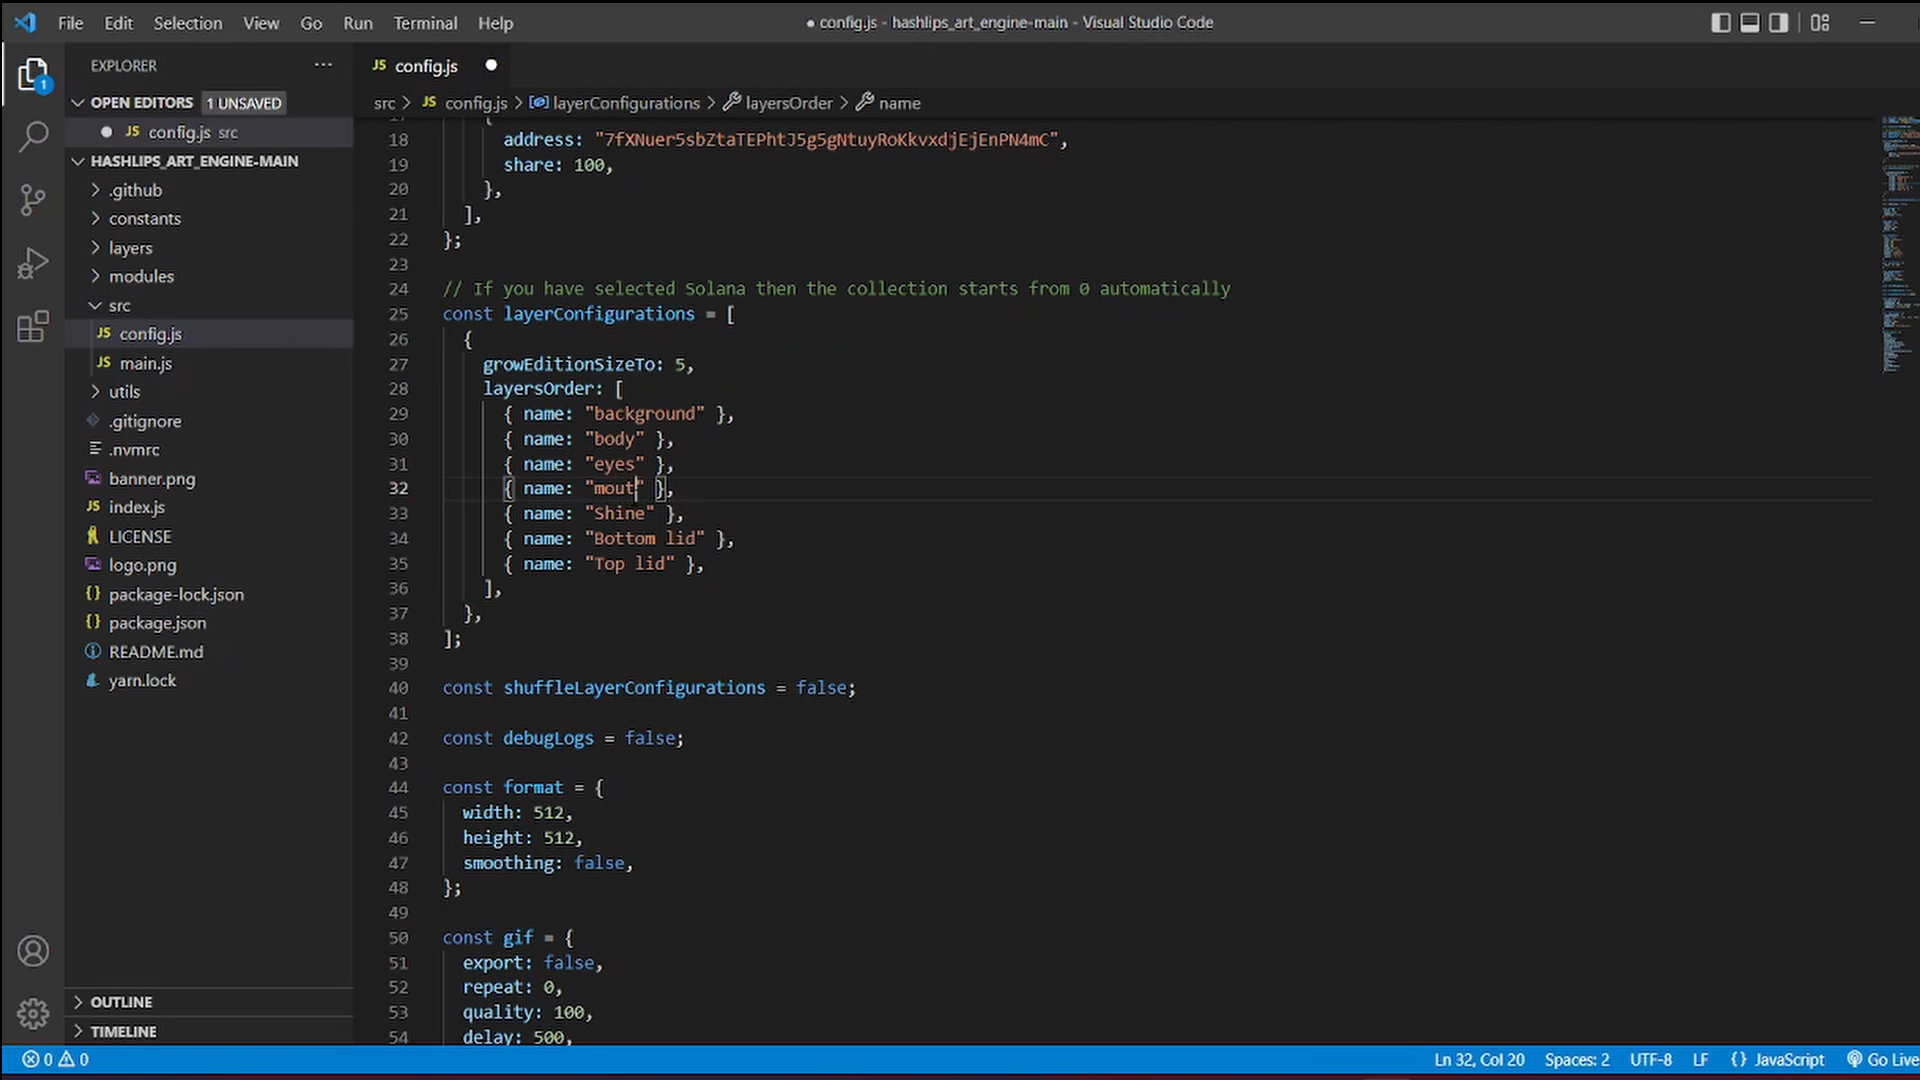 File Edit Selection View Go Run Terminal Help
● config.js - hashlips_art_engine-main - Visual Studio Code
EXPLORER ...
OPEN EDITORS 1 UNSAVED
JS config.js src
HASHLIPS_ART_ENGINE-MAIN
.github
constants
layers
modules
src
JS config.js
JS main.js
utils
.gitignore
.nvmrc
banner.png
JS index.js
LICENSE
logo.png
{} package-lock.json
{} package.json
README.md
yarn.lock
OUTLINE
TIMELINE
1
JS config.js
src > JS config.js > layerConfigurations > layersOrder > name
17 {
18 address: "7fXNuer5sbZtaTEPhtJ5g5gNtuyRoKkvxdjEjEnPN4mC",
19 share: 100,
20 },
21 ],
22 };
23
24 // If you have selected Solana then the collection starts from 0 automatically
25 const layerConfigurations = [
26 {
27 growEditionSizeTo: 5,
28 layersOrder: [
29 { name: "background" },
30 { name: "body" },
31 { name: "eyes" },
32 { name: "mout" },
33 { name: "Shine" },
34 { name: "Bottom lid" },
35 { name: "Top lid" },
36 ],
37 },
38 ];
39
40 const shuffleLayerConfigurations = false;
41
42 const debugLogs = false;
43
44 const format = {
45 width: 512,
46 height: 512,
47 smoothing: false,
48 };
49
50 const gif = {
51 export: false,
52 repeat: 0,
53 quality: 100,
54 delay: 500,
0 0 Ln 32, Col 20 Spaces: 2 UTF-8 LF {} JavaScript Go Live